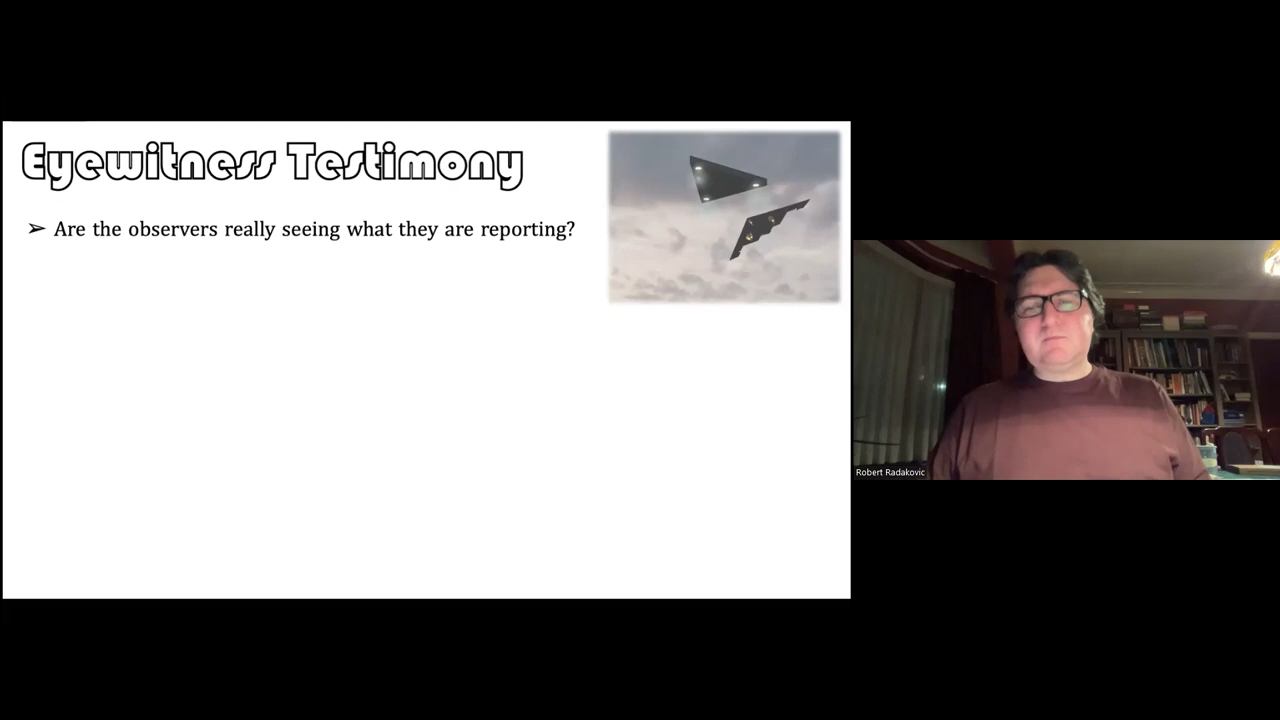 Eyewitness Testimony
➢ Are the observers really seeing what they are reporting?
Robert Radakovic